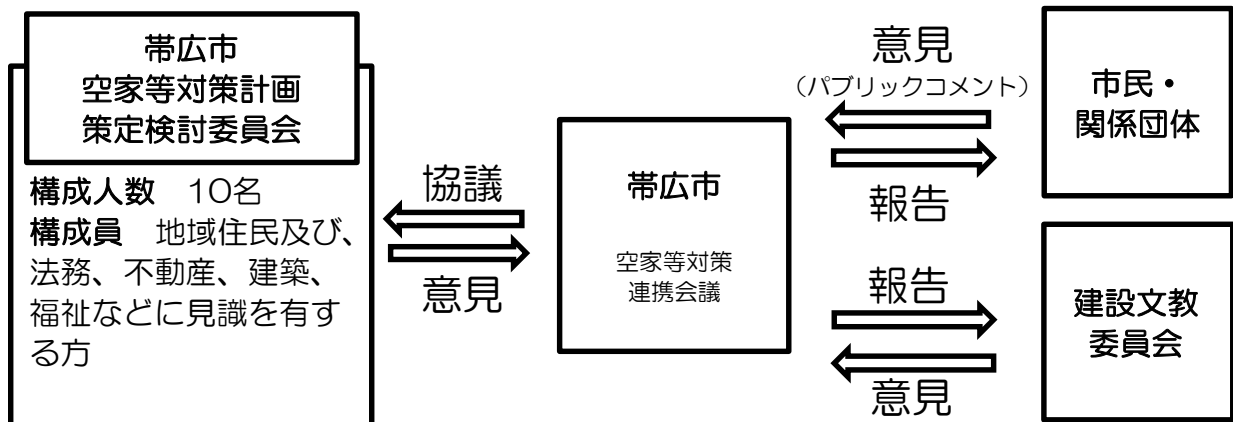 帯広市
空家等対策計画
策定検討委員会
構成人数　10名
構成員　地域住民及び、
法務、不動産、建築、
福祉などに見識を有す
る方
協議
意見
帯広市
空家等対策
連携会議
意見
（パブリックコメント）
報告
報告
意見
市民・
関係団体
建設文教
委員会